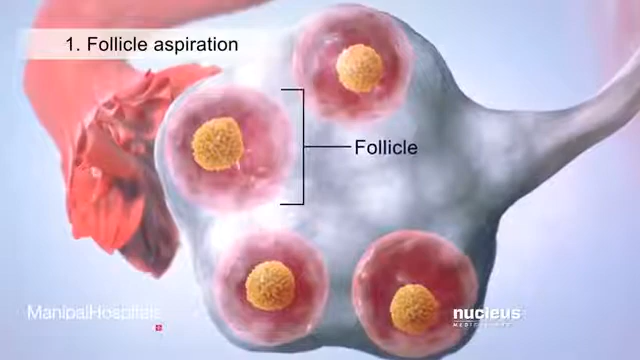 1. Follicle aspiration
Follicle
ManipalHospitals
nucleus